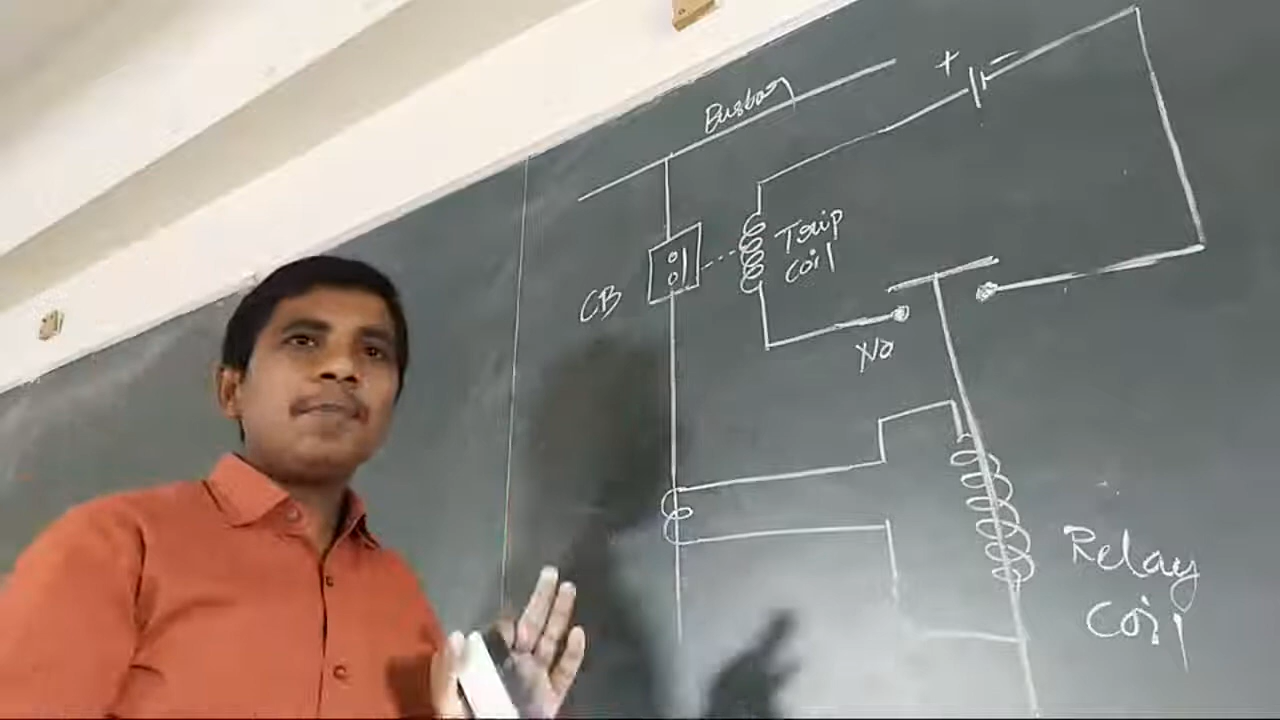 Busbar
+ -
Trip
coil
CB
No
Relay
Coil